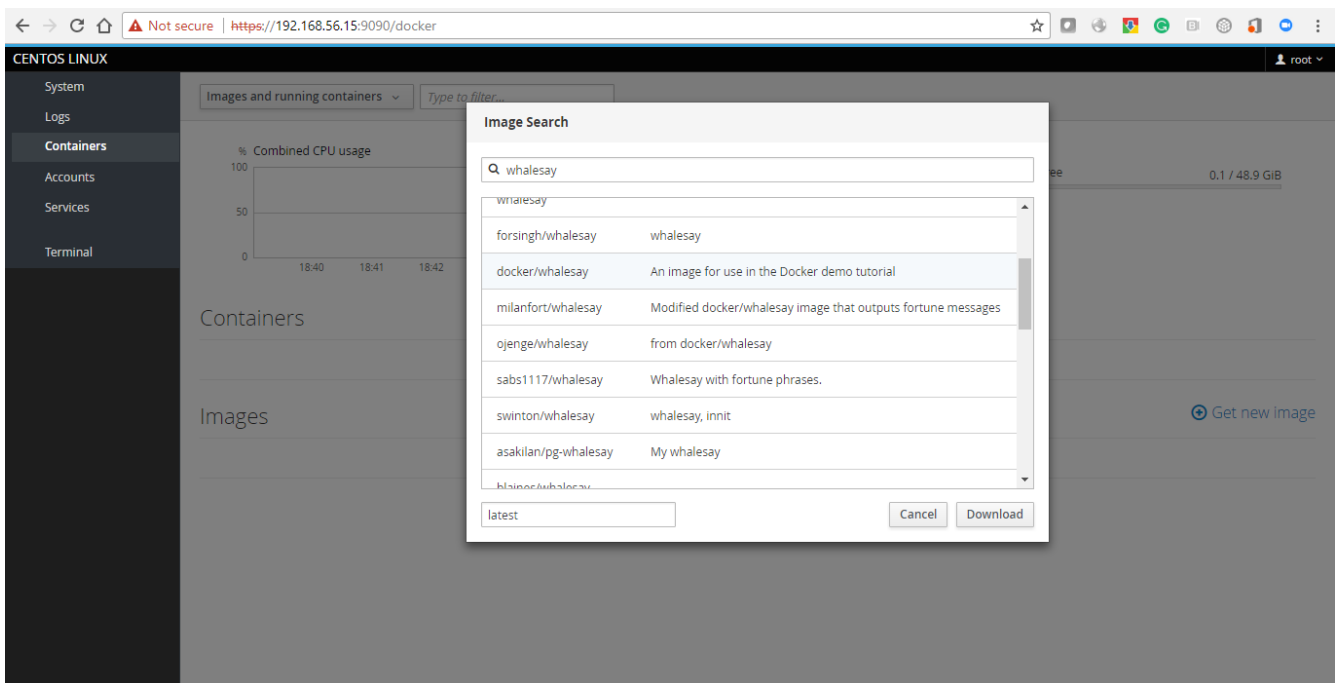 Not secure | https://192.168.56.15:9090/docker
CENTOS LINUX
root
System
Logs
Containers
Accounts
Services
Terminal
Images and running containers
Type to filter...
% Combined CPU usage
100
50
0
18:40 18:41 18:42
ee
0.1 / 48.9 GiB
Containers
Images
Get new image
Image Search
whalesay
whalesay
forsingh/whalesay whalesay
docker/whalesay An image for use in the Docker demo tutorial
milanfort/whalesay Modified docker/whalesay image that outputs fortune messages
ojenge/whalesay from docker/whalesay
sabs1117/whalesay Whalesay with fortune phrases.
swinton/whalesay whalesay, innit
asakilan/pg-whalesay My whalesay
blaines/whalesay
latest
Cancel Download